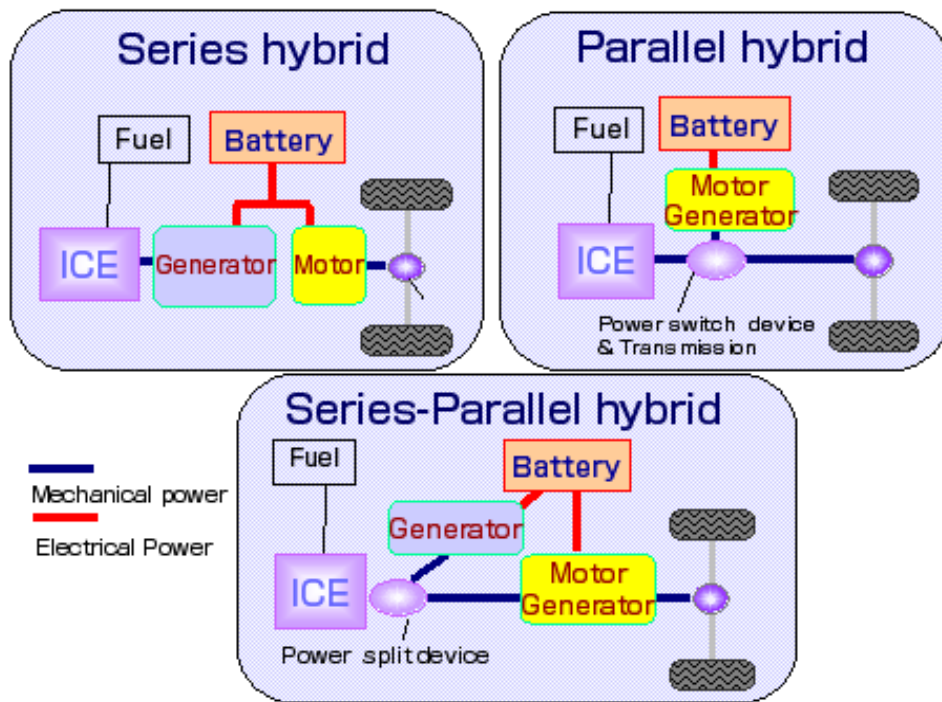 Series hybrid
Fuel
Battery
ICE
Generator
Motor
Parallel hybrid
Fuel
Battery
Motor
Generator
ICE
Power switch device
& Transmission
Series-Parallel hybrid
Fuel
Battery
Generator
ICE
Motor
Generator
Power split device
Mechanical power
Electrical Power